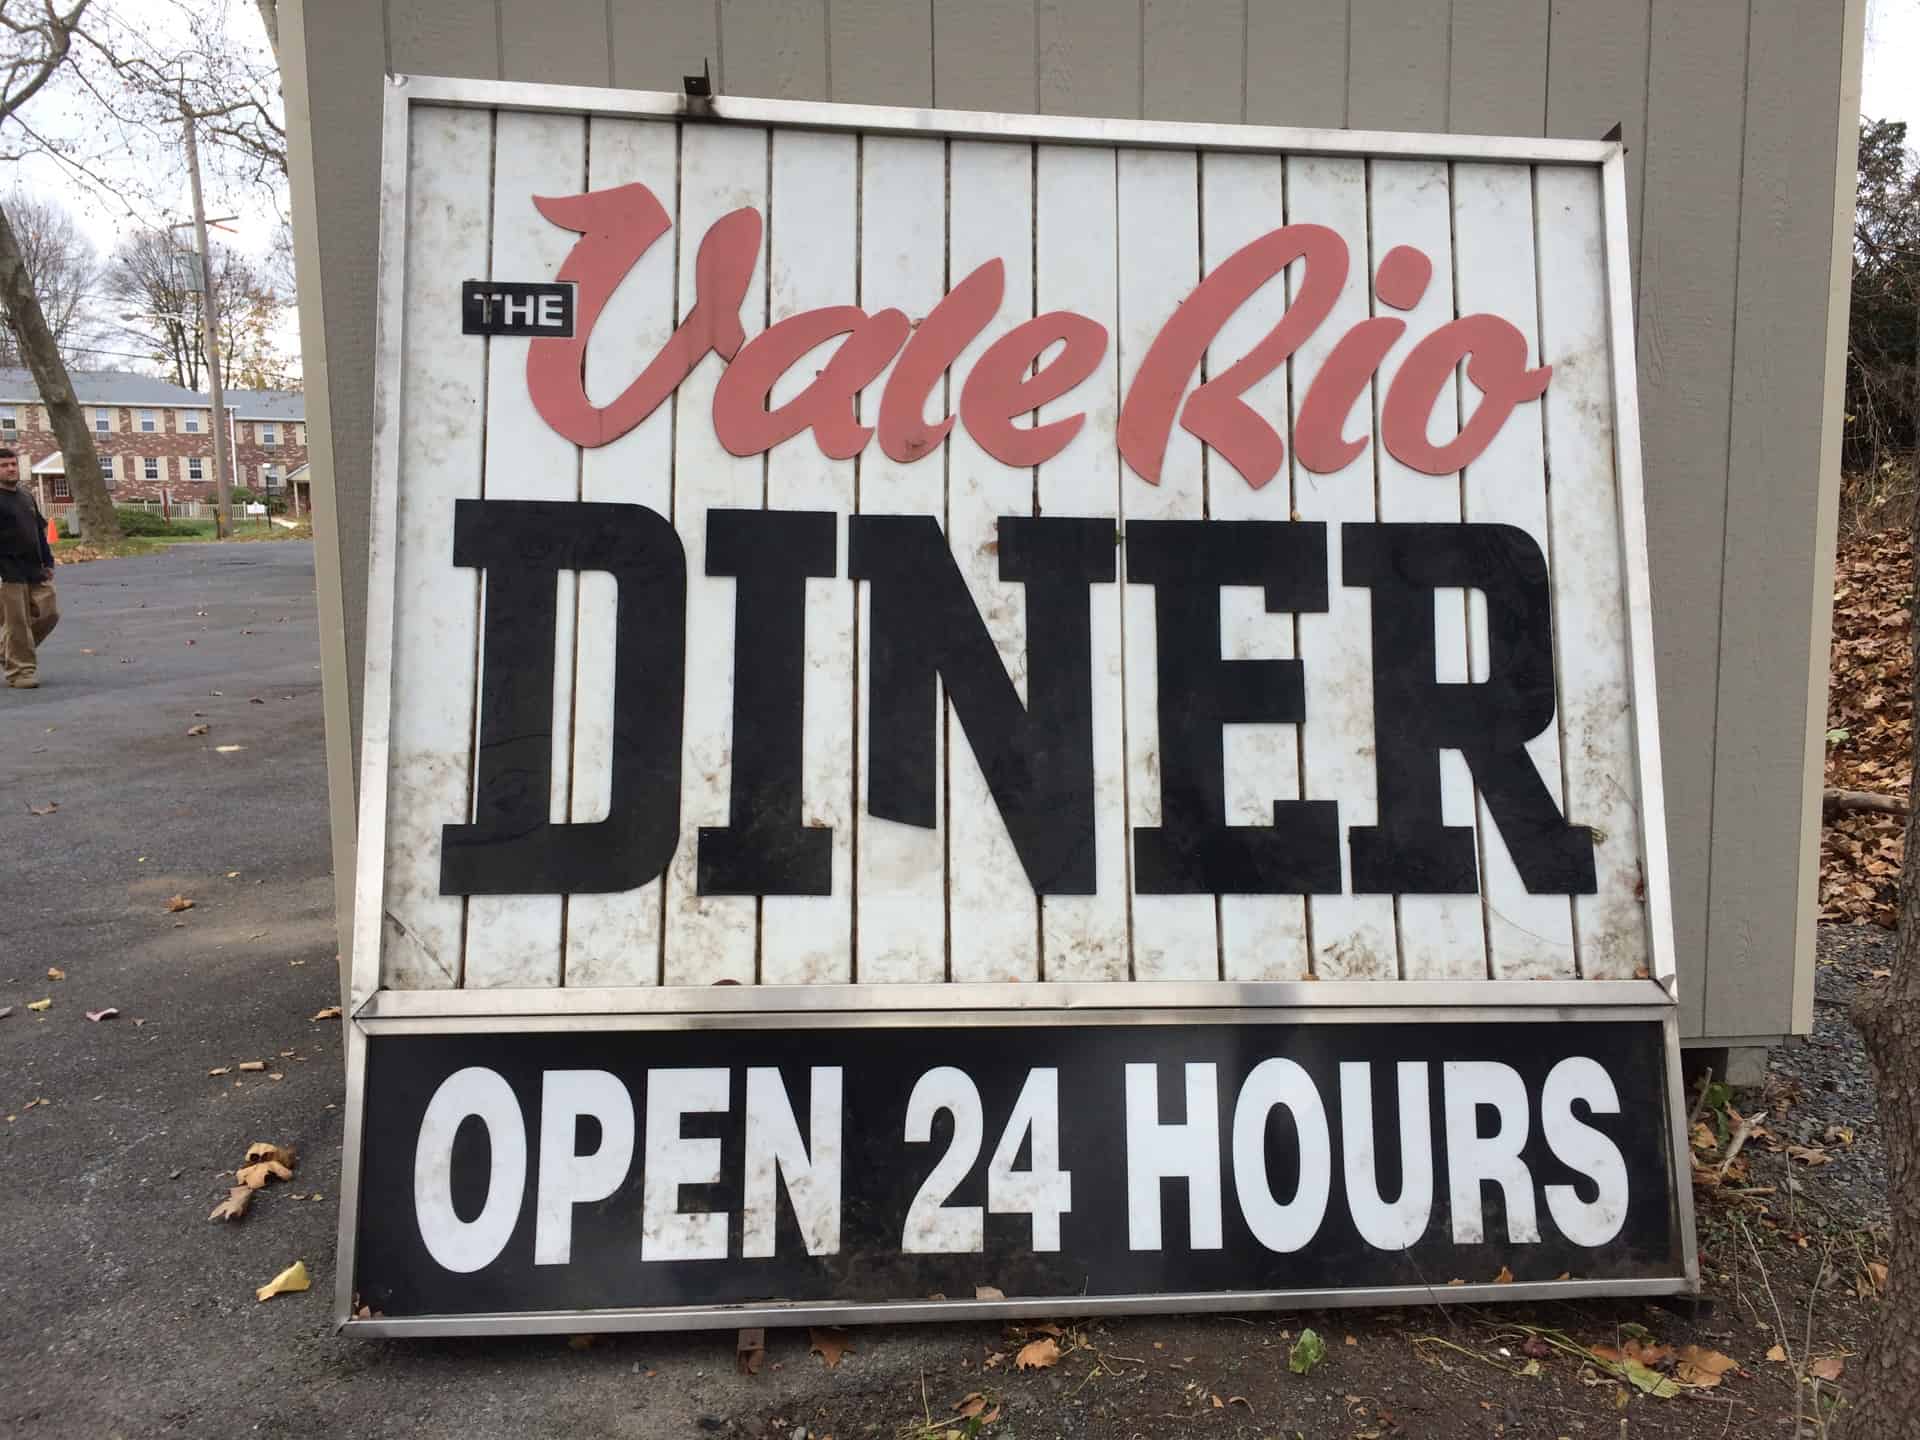 THE Vale Rio
DINER
OPEN 24 HOURS